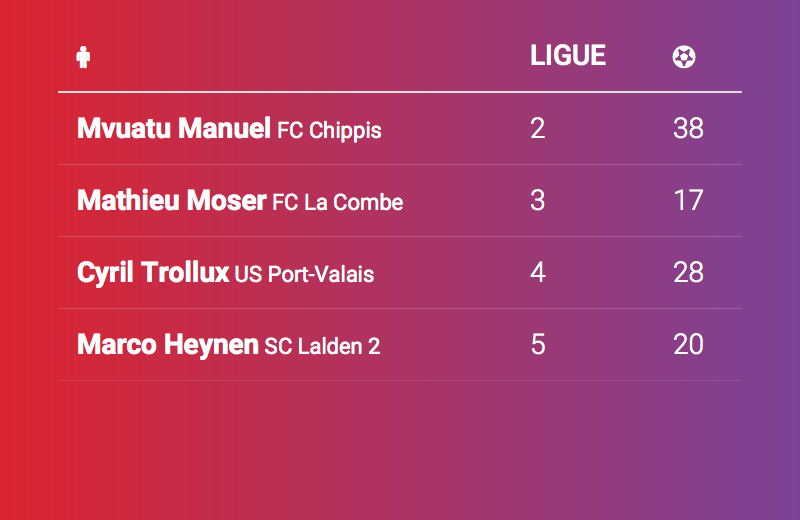 LIGUE
Mvuatu Manuel FC Chippis 2 38
Mathieu Moser FC La Combe 3 17
Cyril Trollux US Port-Valais 4 28
Marco Heynen SC Lalden 2 5 20